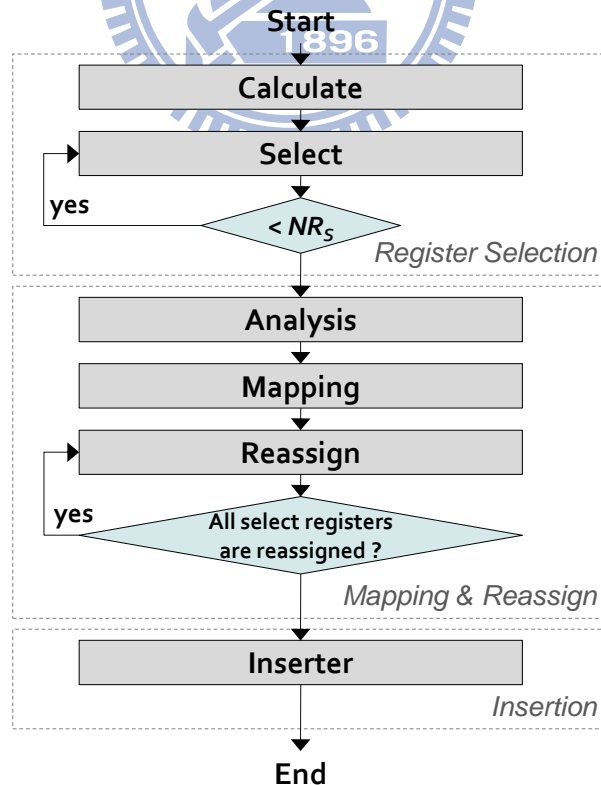 Start
1896
Calculate
Select
yes
< NRS
Register Selection
Analysis
Mapping
Reassign
yes
All select registers
are reassigned ?
Mapping & Reassign
Inserter
Insertion
End